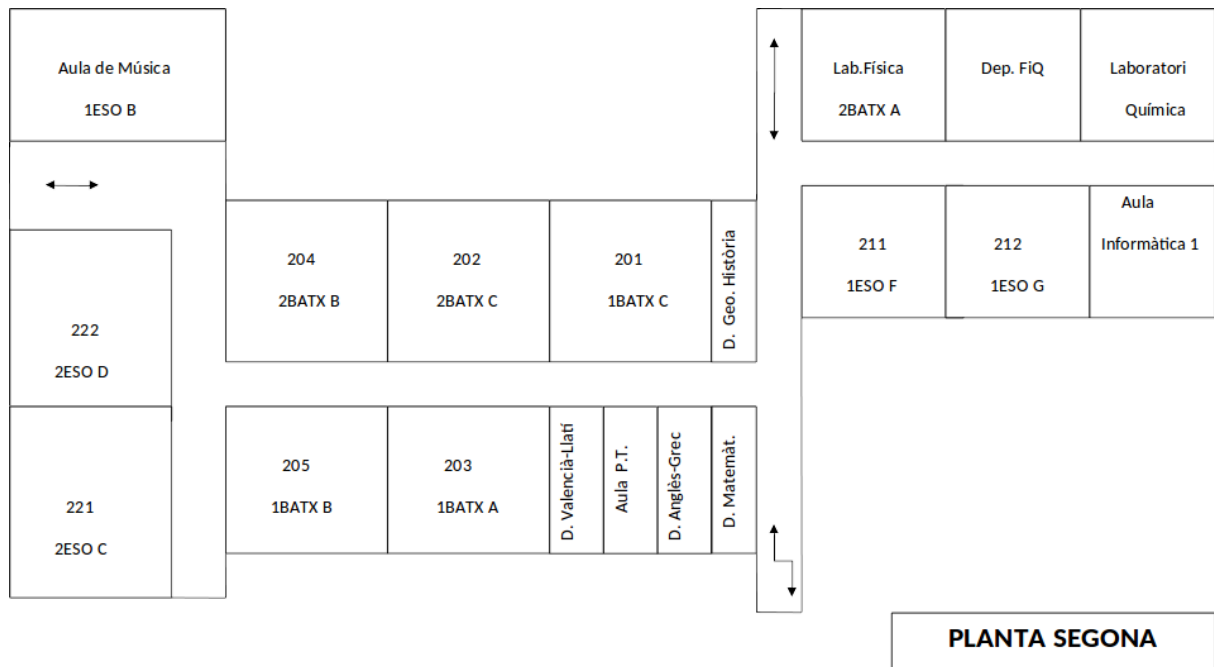 Aula de Música
1ESO B
Lab.Física
2BATX A
Dep. FiQ
Laboratori
Química
204
2BATX B
202
2BATX C
201
1BATX C
D. Geo. Història
211
1ESO F
212
1ESO G
Aula
Informàtica 1
222
2ESO D
221
2ESO C
205
1BATX B
203
1BATX A
D. Valencià-Llatí
Aula P.T.
D. Anglès-Grec
D. Matemàt.
PLANTA SEGONA